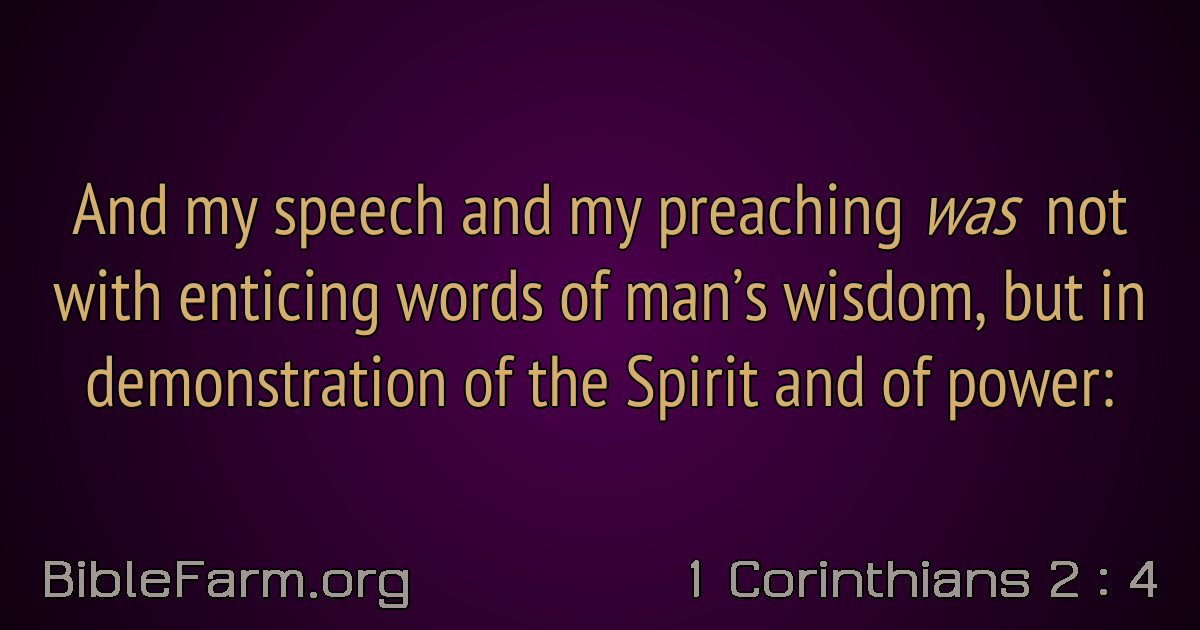 And my speech and my preaching was not
with enticing words of man’s wisdom, but in
demonstration of the Spirit and of power:
BibleFarm.org
1 Corinthians 2 : 4